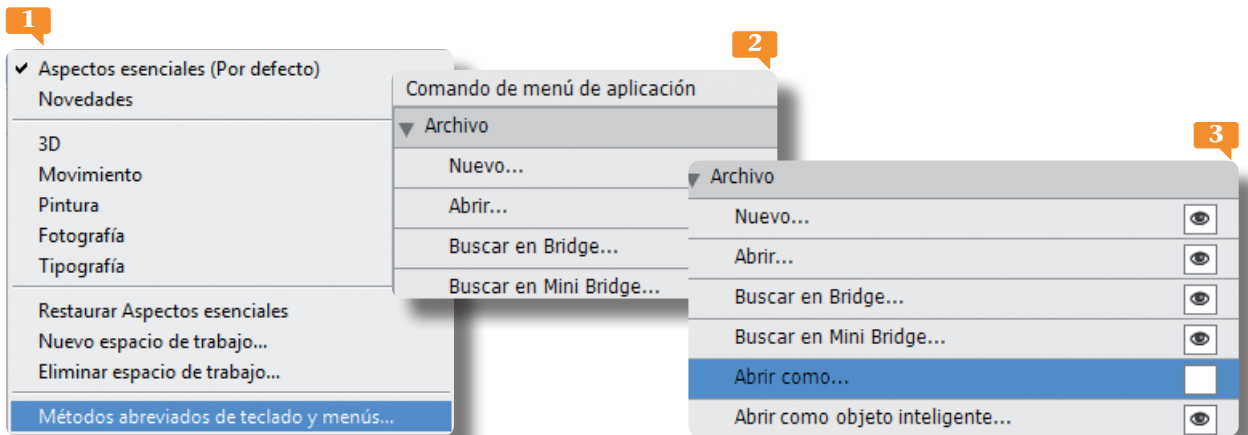 1
✔ Aspectos esenciales (Por defecto)
Novedades
3D
Movimiento
Pintura
Fotografía
Tipografía
Restaurar Aspectos esenciales
Nuevo espacio de trabajo...
Eliminar espacio de trabajo...
Métodos abreviados de teclado y menús...
2
Comando de menú de aplicación
Archivo
Nuevo...
Abrir...
Buscar en Bridge...
Buscar en Mini Bridge...
3
Archivo
Nuevo...
Abrir...
Buscar en Bridge...
Buscar en Mini Bridge...
Abrir como...
Abrir como objeto inteligente...